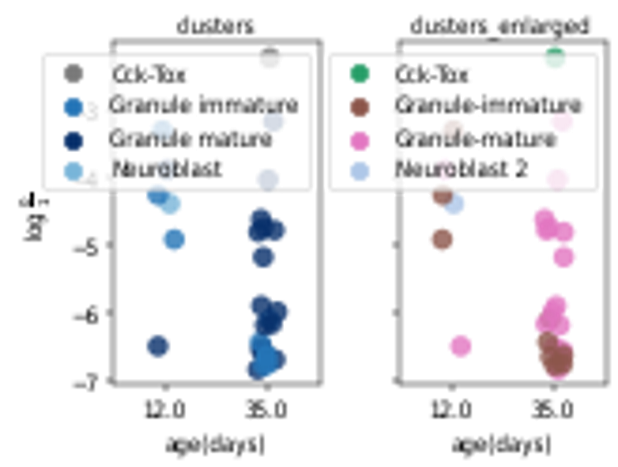 clusters
clusters_enlarged
Cck-Tox
Granule immature
Granule mature
Neuroblast
Cck-Tox
Granule-immature
Granule-mature
Neuroblast 2
-3
-4
-5
-6
-7
12.0 35.0
12.0 35.0
age(days)
age(days)